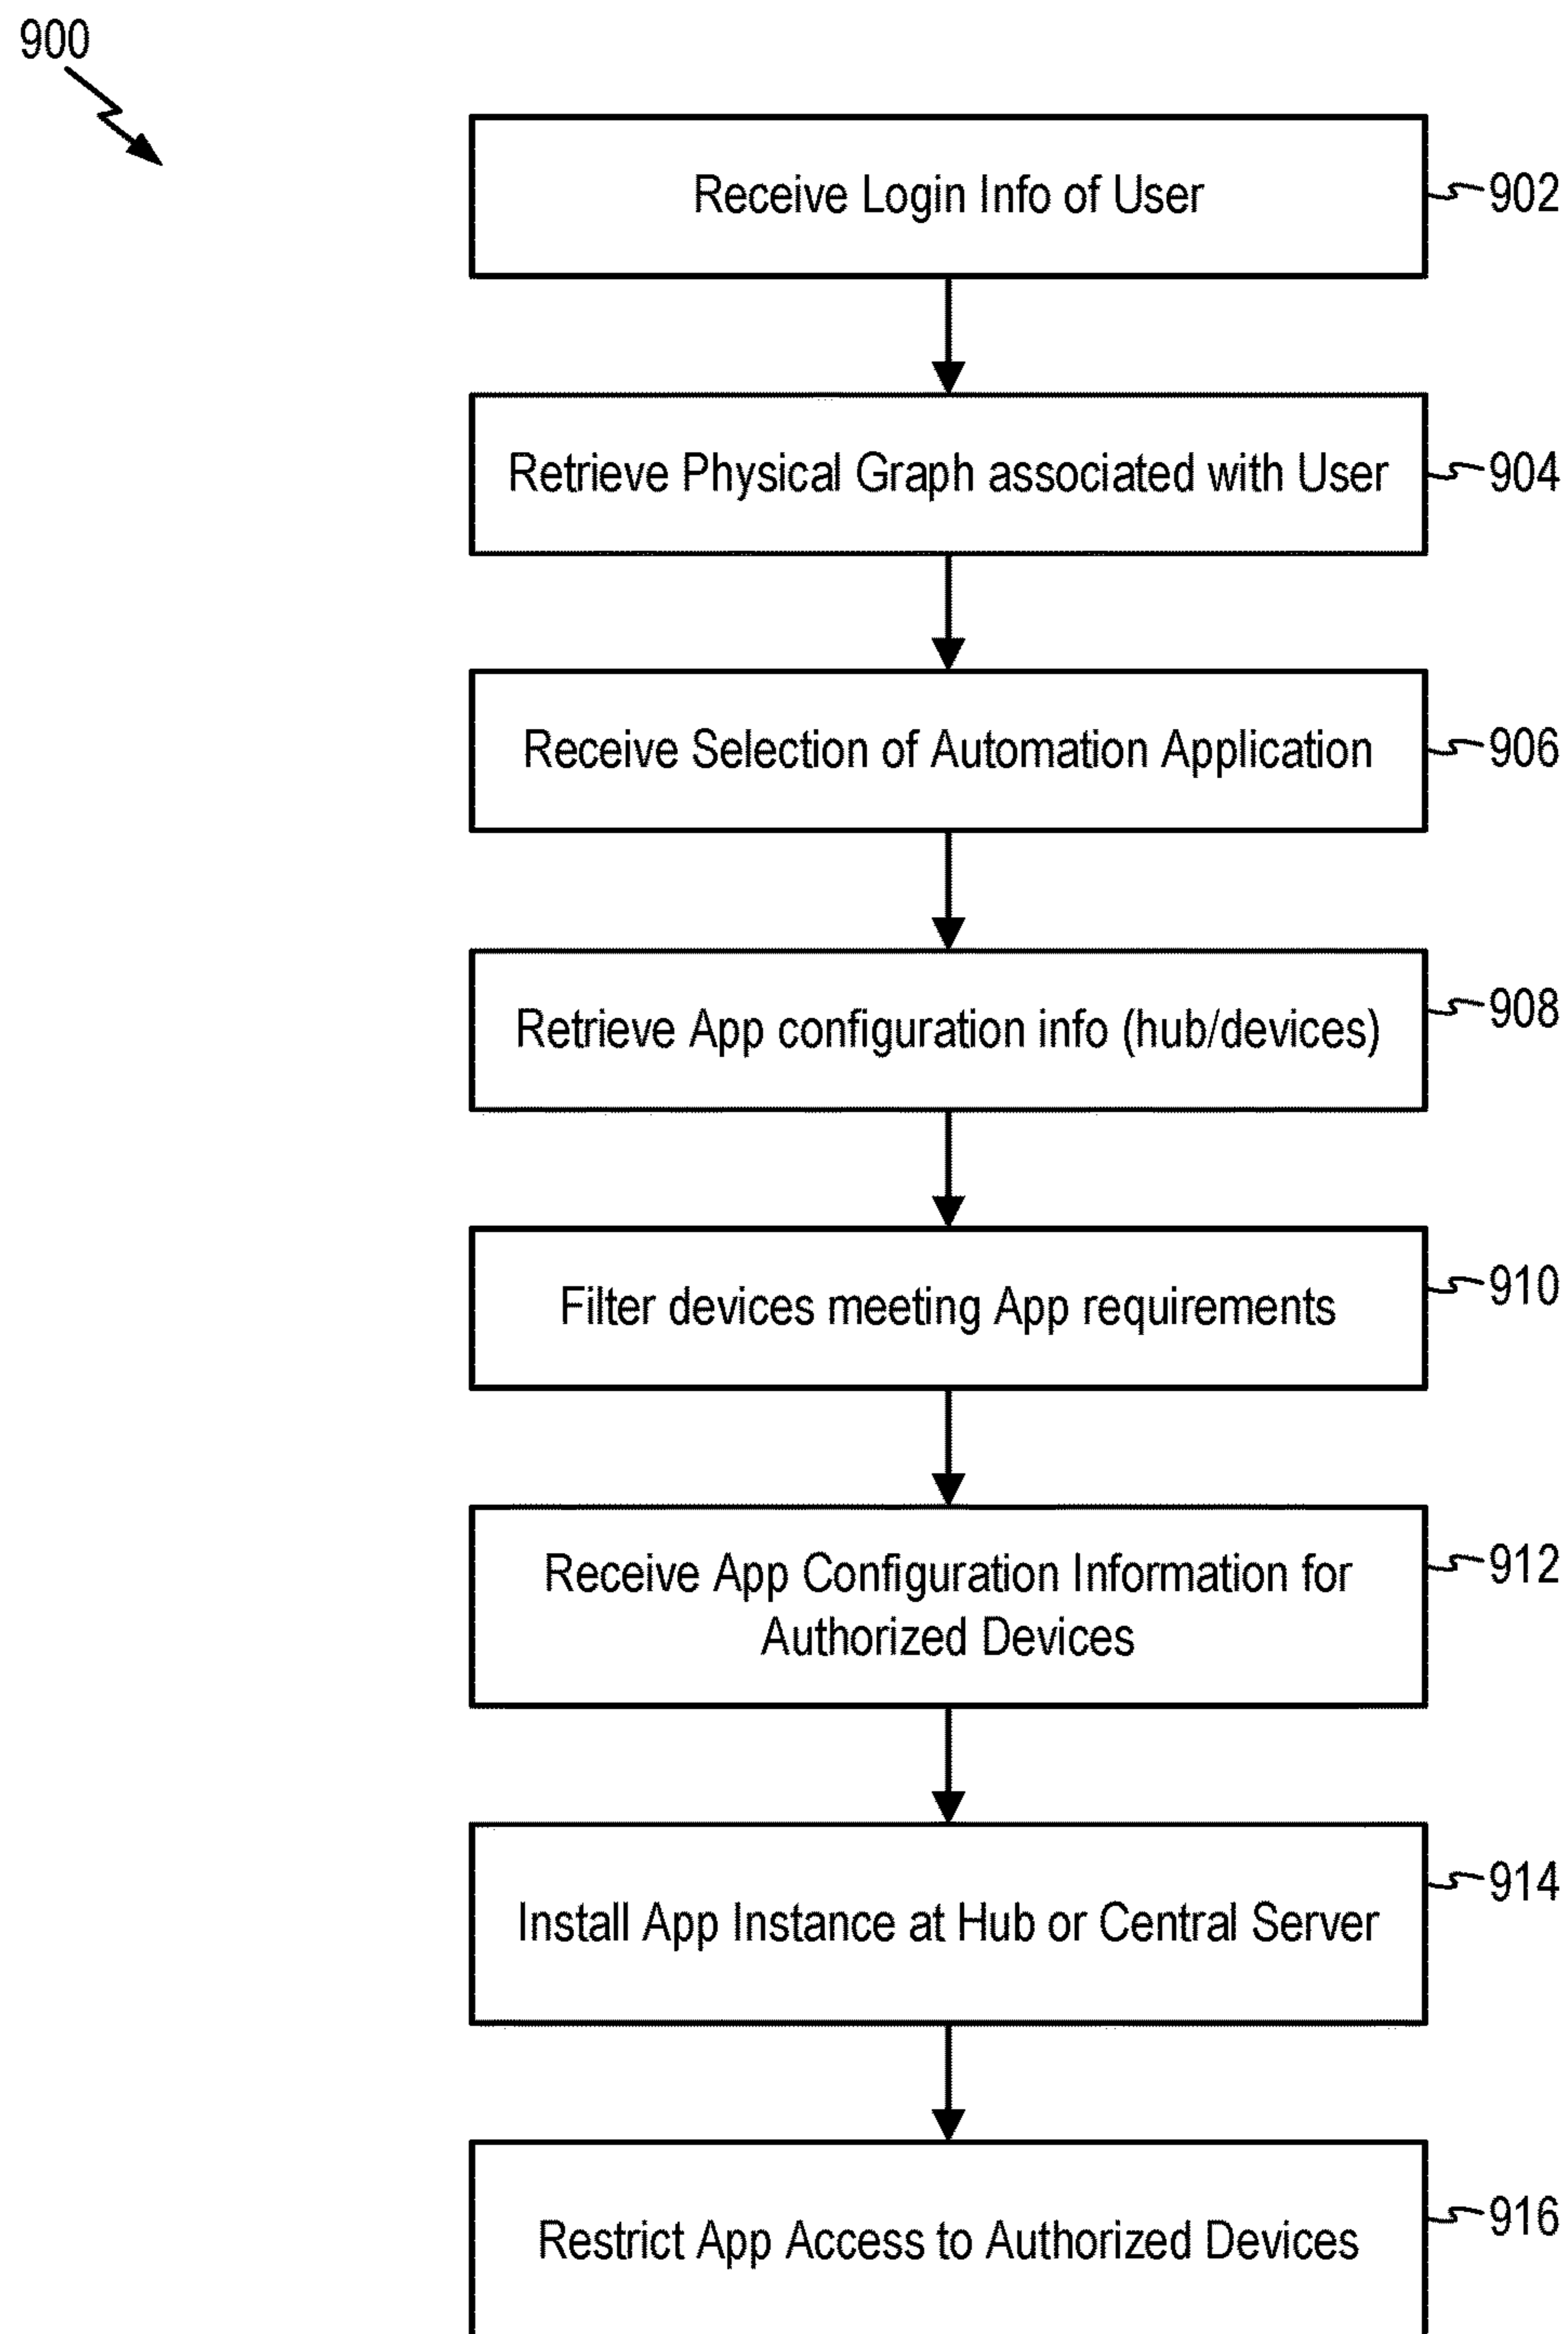 900
Receive Login Info of User
902
Retrieve Physical Graph associated with User
904
Receive Selection of Automation Application
906
Retrieve App configuration info (hub/devices)
908
Filter devices meeting App requirements
910
Receive App Configuration Information for
Authorized Devices
912
Install App Instance at Hub or Central Server
914
Restrict App Access to Authorized Devices
916